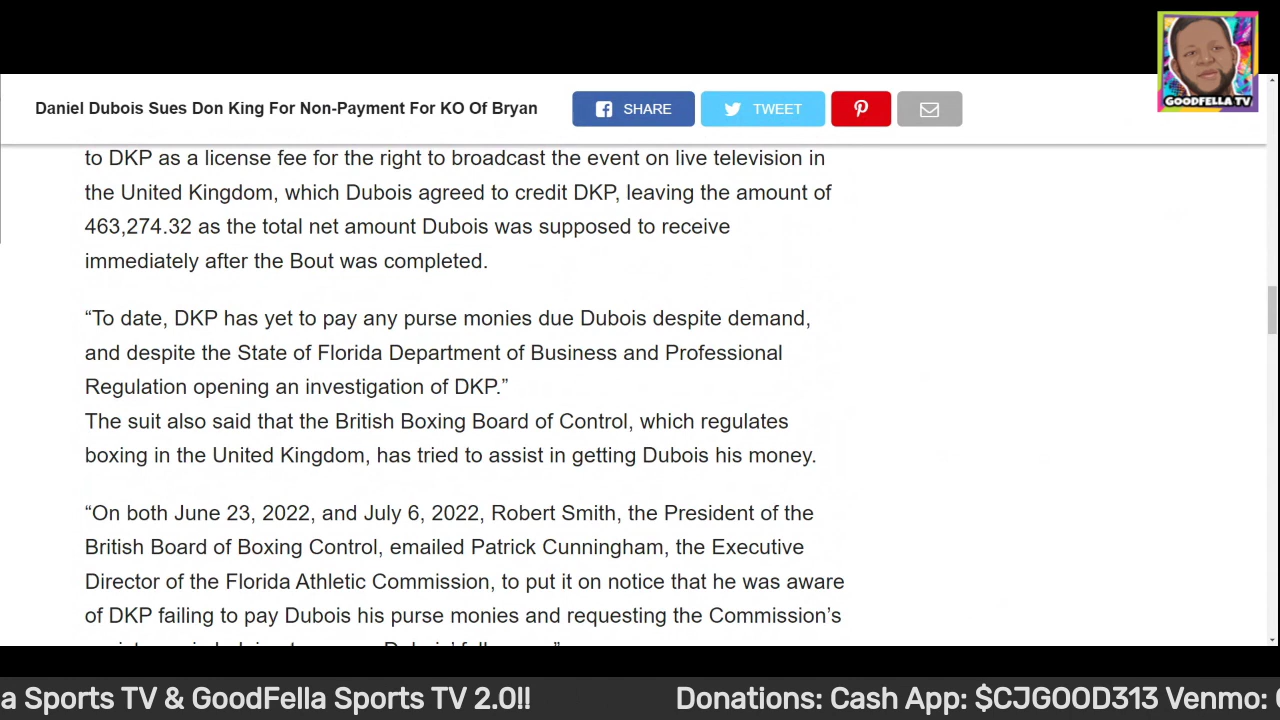 GOODFELLA TV
Daniel Dubois Sues Don King For Non-Payment For KO Of Bryan
SHARE
TWEET
to DKP as a license fee for the right to broadcast the event on live television in
the United Kingdom, which Dubois agreed to credit DKP, leaving the amount of
463,274.32 as the total net amount Dubois was supposed to receive
immediately after the Bout was completed.
“To date, DKP has yet to pay any purse monies due Dubois despite demand,
and despite the State of Florida Department of Business and Professional
Regulation opening an investigation of DKP.”
The suit also said that the British Boxing Board of Control, which regulates
boxing in the United Kingdom, has tried to assist in getting Dubois his money.
“On both June 23, 2022, and July 6, 2022, Robert Smith, the President of the
British Board of Boxing Control, emailed Patrick Cunningham, the Executive
Director of the Florida Athletic Commission, to put it on notice that he was aware
of DKP failing to pay Dubois his purse monies and requesting the Commission’s
a Sports TV & GoodFella Sports TV 2.0!! Donations: Cash App: $CJGOOD313 Venmo: